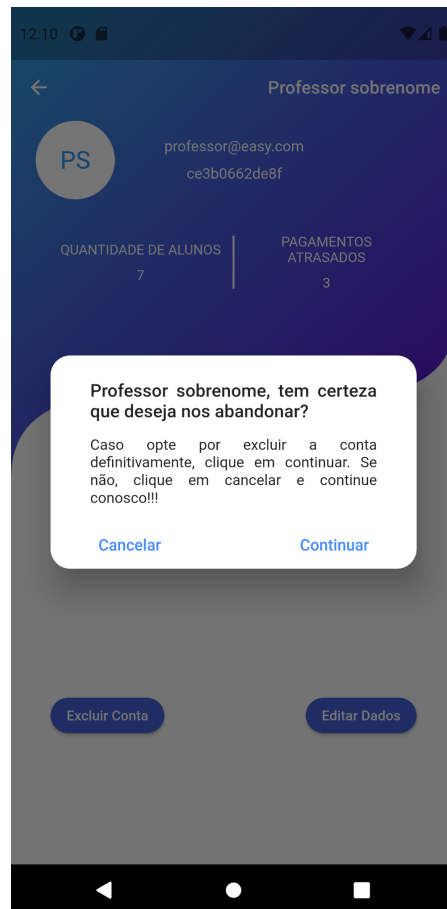 12:10
Professor sobrenome
PS
professor@easy.com
ce3b0662de8f
QUANTIDADE DE ALUNOS
7
PAGAMENTOS
ATRASADOS
3
Professor sobrenome, tem certeza
que deseja nos abandonar?
Caso opte por excluir a conta
definitivamente, clique em continuar. Se
não, clique em cancelar e continue
conosco!!!
Cancelar
Continuar
Excluir Conta
Editar Dados